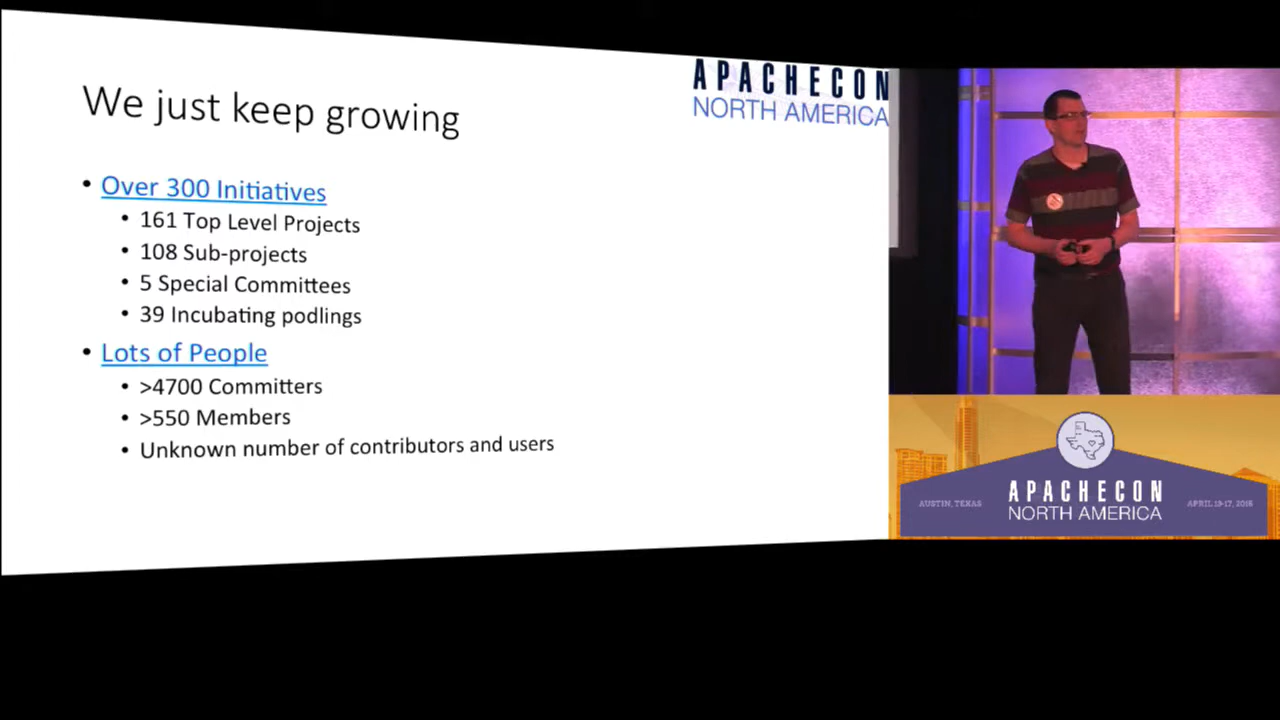 We just keep growing
APACHECON
NORTH AMERICA
• Over 300 Initiatives
• 161 Top Level Projects
• 108 Sub-projects
• 5 Special Committees
• 39 Incubating podlings
• Lots of People
• >4700 Committers
• >550 Members
• Unknown number of contributors and users
AUSTIN, TEXAS
APACHECON
NORTH AMERICA
APRIL 13-17, 2015